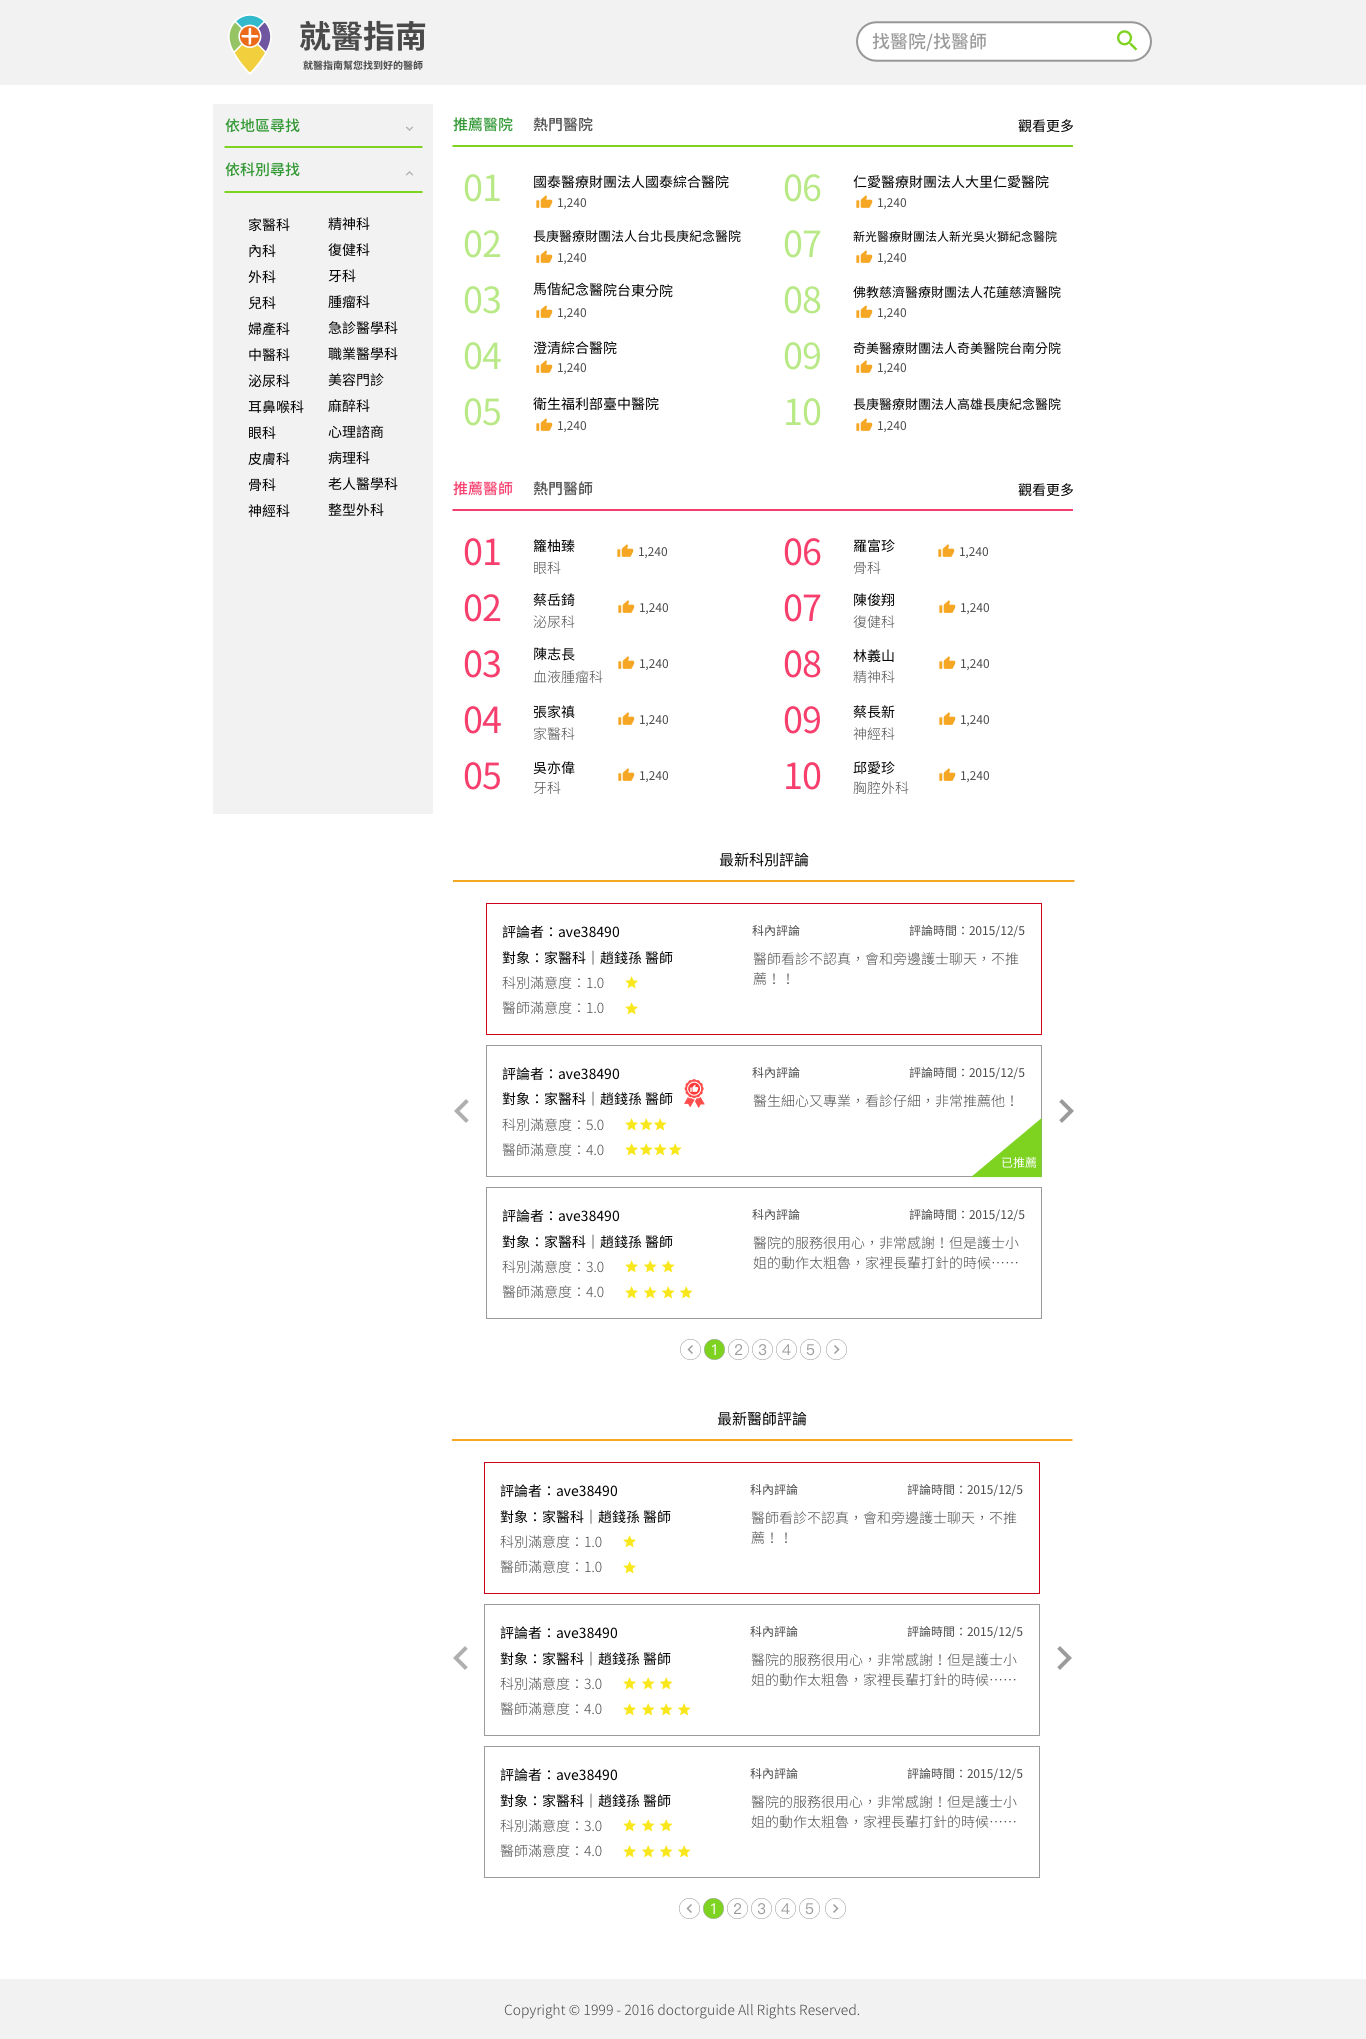 就醫指南
就醫指南幫您找到好的醫師
找醫院/找醫師
依地區尋找
依科別尋找
家醫科 精神科
內科 復健科
外科 牙科
兒科 腫瘤科
婦產科 急診醫學科
中醫科 職業醫學科
泌尿科 美容門診
耳鼻喉科 麻醉科
眼科 心理諮商
皮膚科 病理科
骨科 老人醫學科
神經科 整型外科
推薦醫院 熱門醫院 觀看更多
01 國泰醫療財團法人國泰綜合醫院
1,240
02 長庚醫療財團法人台北長庚紀念醫院
1,240
03 馬偕紀念醫院台東分院
1,240
04 澄清綜合醫院
1,240
05 衛生福利部臺中醫院
1,240
06 仁愛醫療財團法人大里仁愛醫院
1,240
07 新光醫療財團法人新光吳火獅紀念醫院
1,240
08 佛教慈濟醫療財團法人花蓮慈濟醫院
1,240
09 奇美醫療財團法人奇美醫院台南分院
1,240
10 長庚醫療財團法人高雄長庚紀念醫院
1,240
推薦醫師 熱門醫師 觀看更多
01 籮柚臻 1,240
眼科
02 蔡岳錡 1,240
泌尿科
03 陳志長 1,240
血液腫瘤科
04 張家禛 1,240
家醫科
05 吳亦偉 1,240
牙科
06 羅富珍 1,240
骨科
07 陳俊翔 1,240
復健科
08 林義山 1,240
精神科
09 蔡長新 1,240
神經科
10 邱愛珍 1,240
胸腔外科
最新科別評論
評論者：ave38490
對象：家醫科｜趙錢孫 醫師
科別滿意度：1.0
醫師滿意度：1.0
科內評論 評論時間：2015/12/5
醫師看診不認真，會和旁邊護士聊天，不推
薦！！
評論者：ave38490
對象：家醫科｜趙錢孫 醫師
科別滿意度：5.0
醫師滿意度：4.0
科內評論 評論時間：2015/12/5
醫生細心又專業，看診仔細，非常推薦他！
已推薦
評論者：ave38490
對象：家醫科｜趙錢孫 醫師
科別滿意度：3.0
醫師滿意度：4.0
科內評論 評論時間：2015/12/5
醫院的服務很用心，非常感謝！但是護士小
姐的動作太粗魯，家裡長輩打針的時候……
1 2 3 4 5
最新醫師評論
評論者：ave38490
對象：家醫科｜趙錢孫 醫師
科別滿意度：1.0
醫師滿意度：1.0
科內評論 評論時間：2015/12/5
醫師看診不認真，會和旁邊護士聊天，不推
薦！！
評論者：ave38490
對象：家醫科｜趙錢孫 醫師
科別滿意度：3.0
醫師滿意度：4.0
科內評論 評論時間：2015/12/5
醫院的服務很用心，非常感謝！但是護士小
姐的動作太粗魯，家裡長輩打針的時候……
評論者：ave38490
對象：家醫科｜趙錢孫 醫師
科別滿意度：3.0
醫師滿意度：4.0
科內評論 評論時間：2015/12/5
醫院的服務很用心，非常感謝！但是護士小
姐的動作太粗魯，家裡長輩打針的時候……
1 2 3 4 5
Copyright © 1999 - 2016 doctorguide All Rights Reserved.